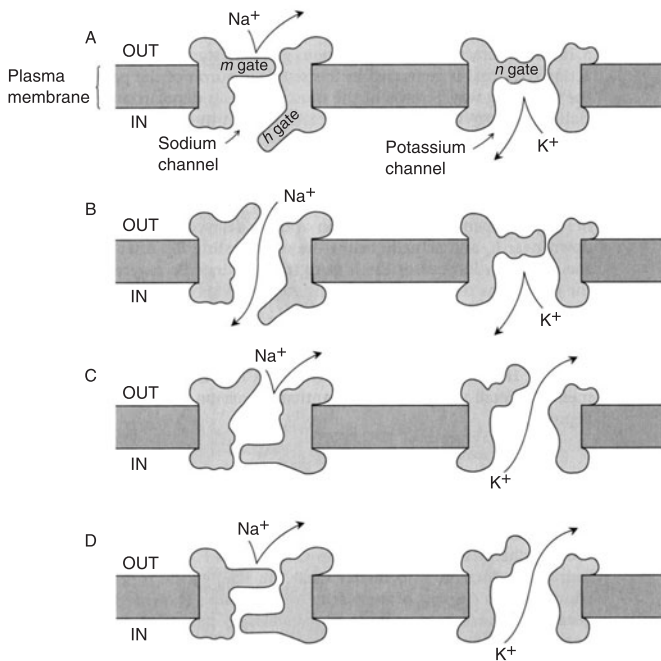 A
OUT
Na+
m gate
n gate
Plasma
membrane
h gate
IN
Sodium
channel
Potassium
channel
K+
B
OUT
Na+
IN
K+
C
OUT
Na+
IN
K+
D
OUT
Na+
IN
K+